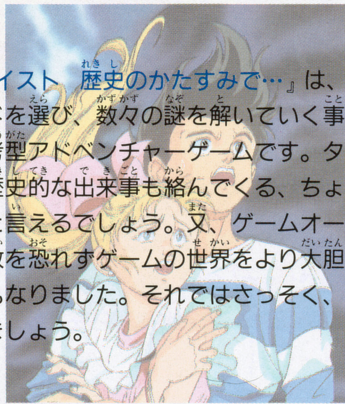 イスト 歴史のかたすみで…』は、
を選び、数々の謎を解いていく事
型アドベンチャーゲームです。タ
史的な出来事も絡んでくる、ちょ
言えるでしょう。又、ゲームオー
を恐れずゲームの世界をより大胆
なりました。それではさっそく、
しょう。